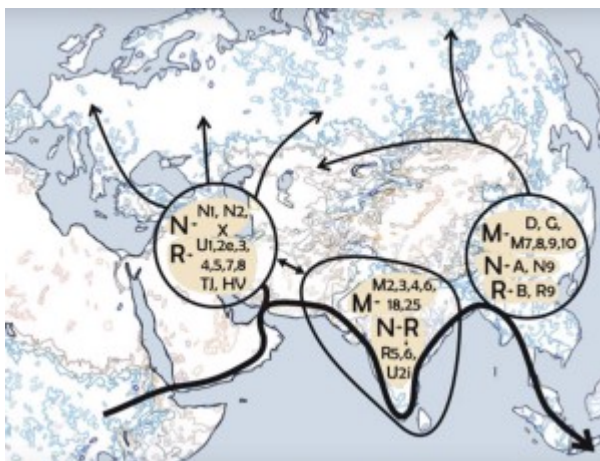 N- N1, N2,
X
R- U1,2e,3,
4,5,7,8
TJ, HV
M- M2,3,4,6,
18,25
N-R
R5,6,
U2i
M- D, G,
M7,8,9,10
N-A, N9
R-B, R9